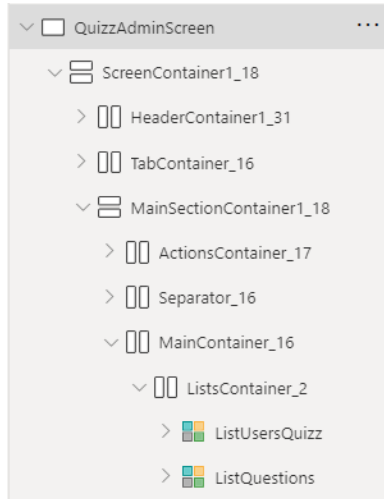 QuizzAdminScreen
ScreenContainer1_18
HeaderContainer1_31
TabContainer_16
MainSectionContainer1_18
ActionsContainer_17
Separator_16
MainContainer_16
ListsContainer_2
ListUsersQuizz
ListQuestions